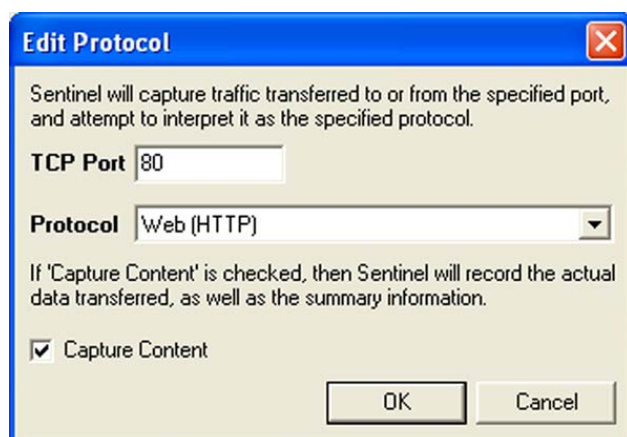 Edit Protocol
Sentinel will capture traffic transferred to or from the specified port,
and attempt to interpret it as the specified protocol.
TCP Port 80
Protocol Web (HTTP)
If 'Capture Content' is checked, then Sentinel will record the actual
data transferred, as well as the summary information.
Capture Content
OK Cancel